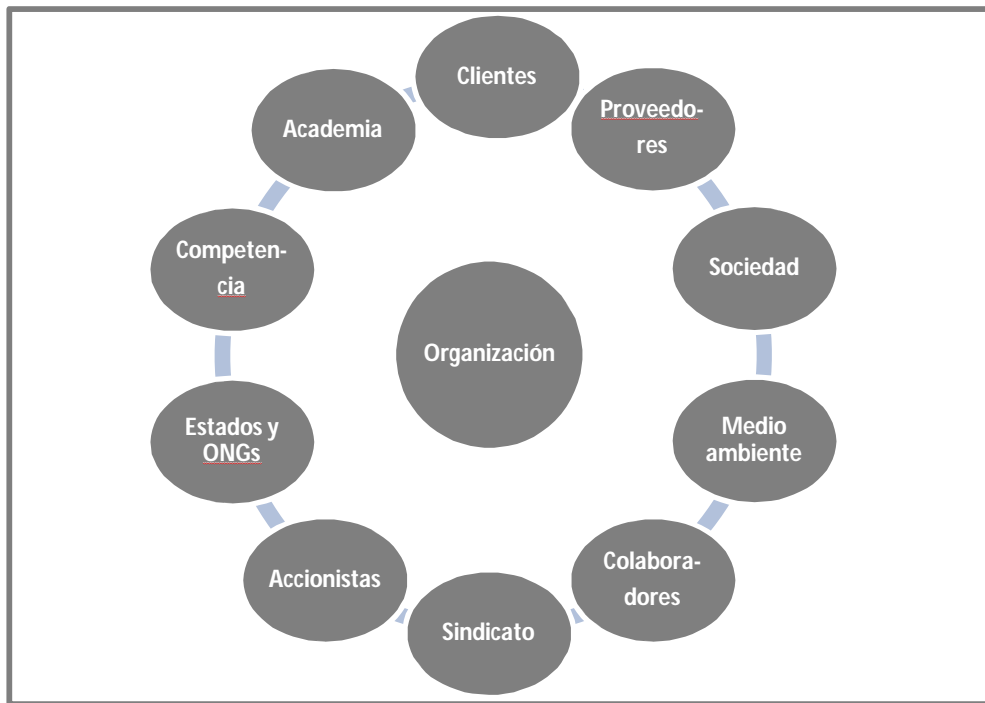 Clientes
Proveedo-
res
Academia
Sociedad
Competen-
cia
Organización
Medio
ambiente
Estados y
ONGs
Colabora-
dores
Accionistas
Sindicato